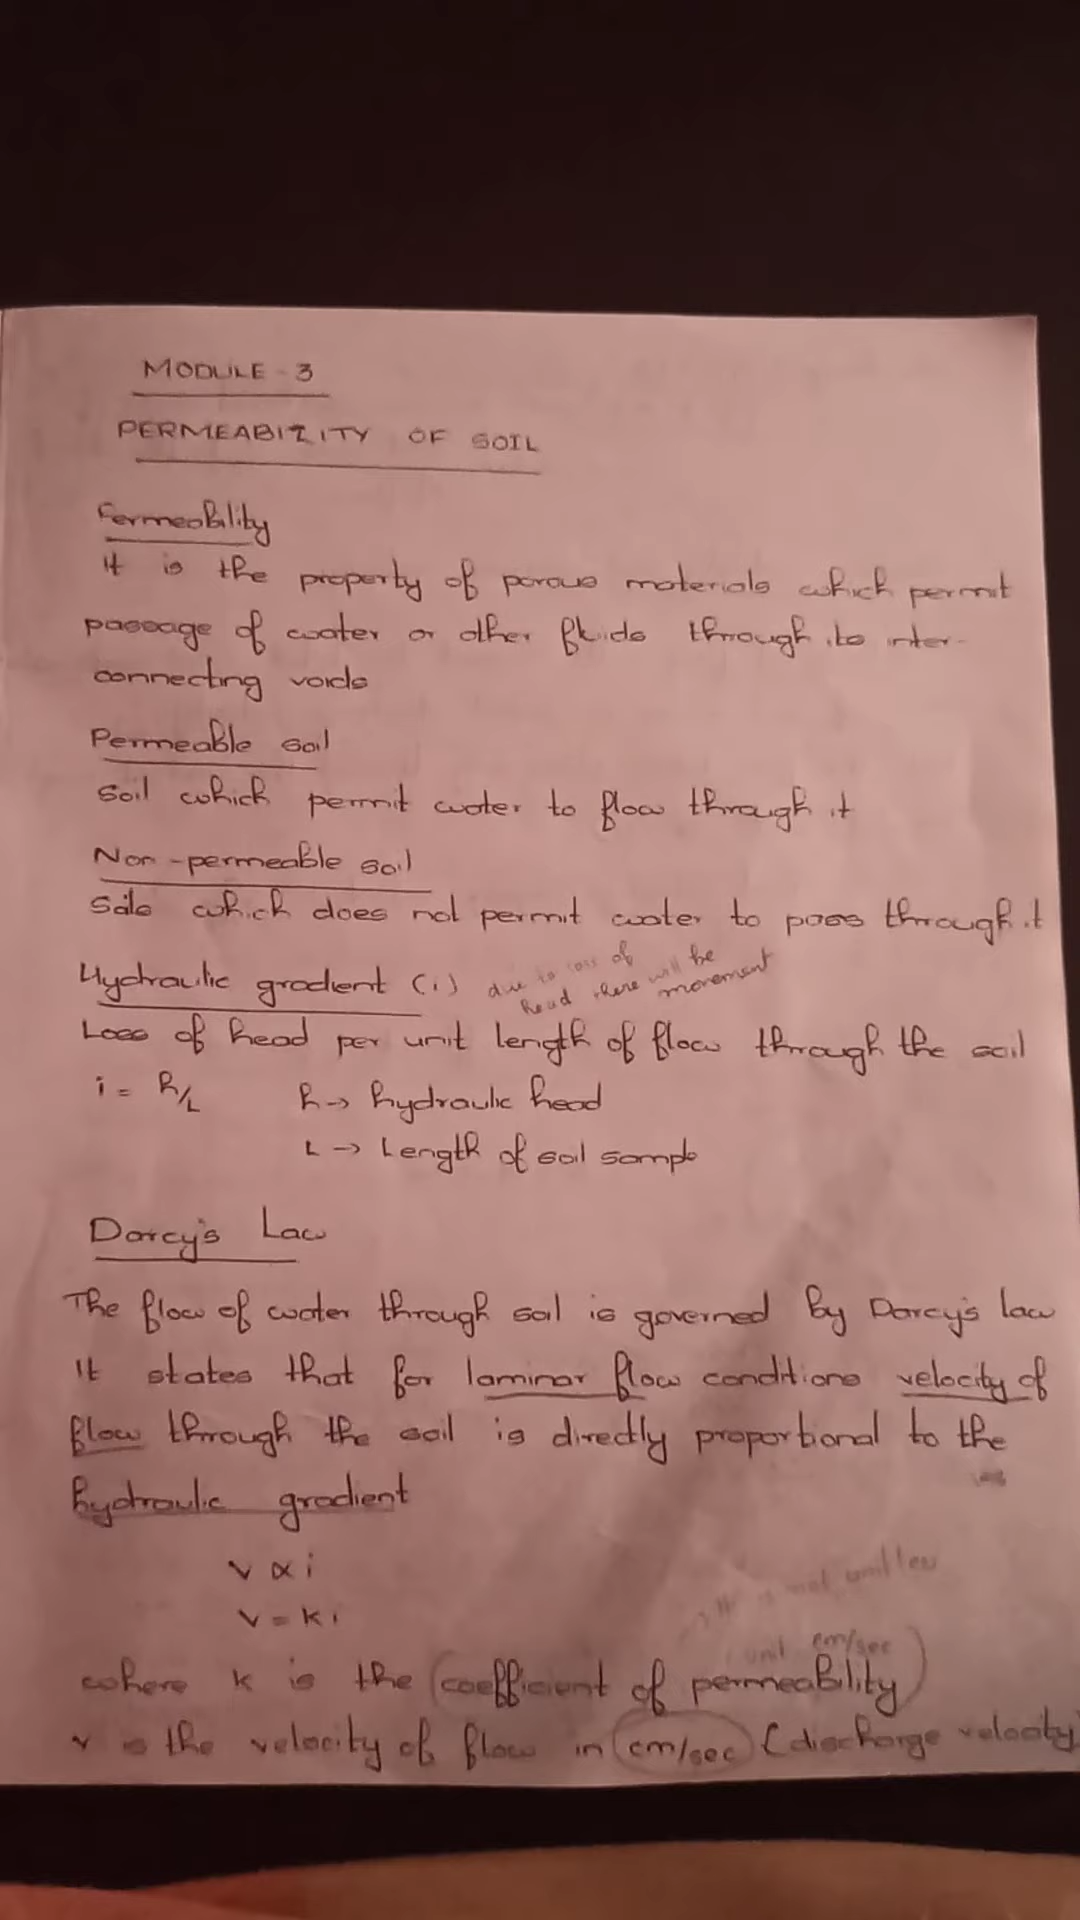 MODULE - 3
PERMEABILITY OF SOIL
Permeability
It is the property of porous materials which permit
passage of water or other fluids through its inter-
connecting voids
Permeable soil
Soil which permit water to flow through it
Non-permeable soil
Soils which does not permit water to pass through it
Hydraulic gradient (i) due to loss of head there will be movement
Loss of head per unit length of flow through the soil
i = h/L h → hydraulic head
L → Length of soil sample
Darcy's Law
The flow of water through soil is governed by Darcy's law
It states that for laminar flow conditions velocity of
flow through the soil is directly proportional to the
hydraulic gradient
v ∝ i
v = ki
it is not unit less
unit cm/sec
where k is the (coefficient of permeability)
v is the velocity of flow in cm/sec (discharge velocity)